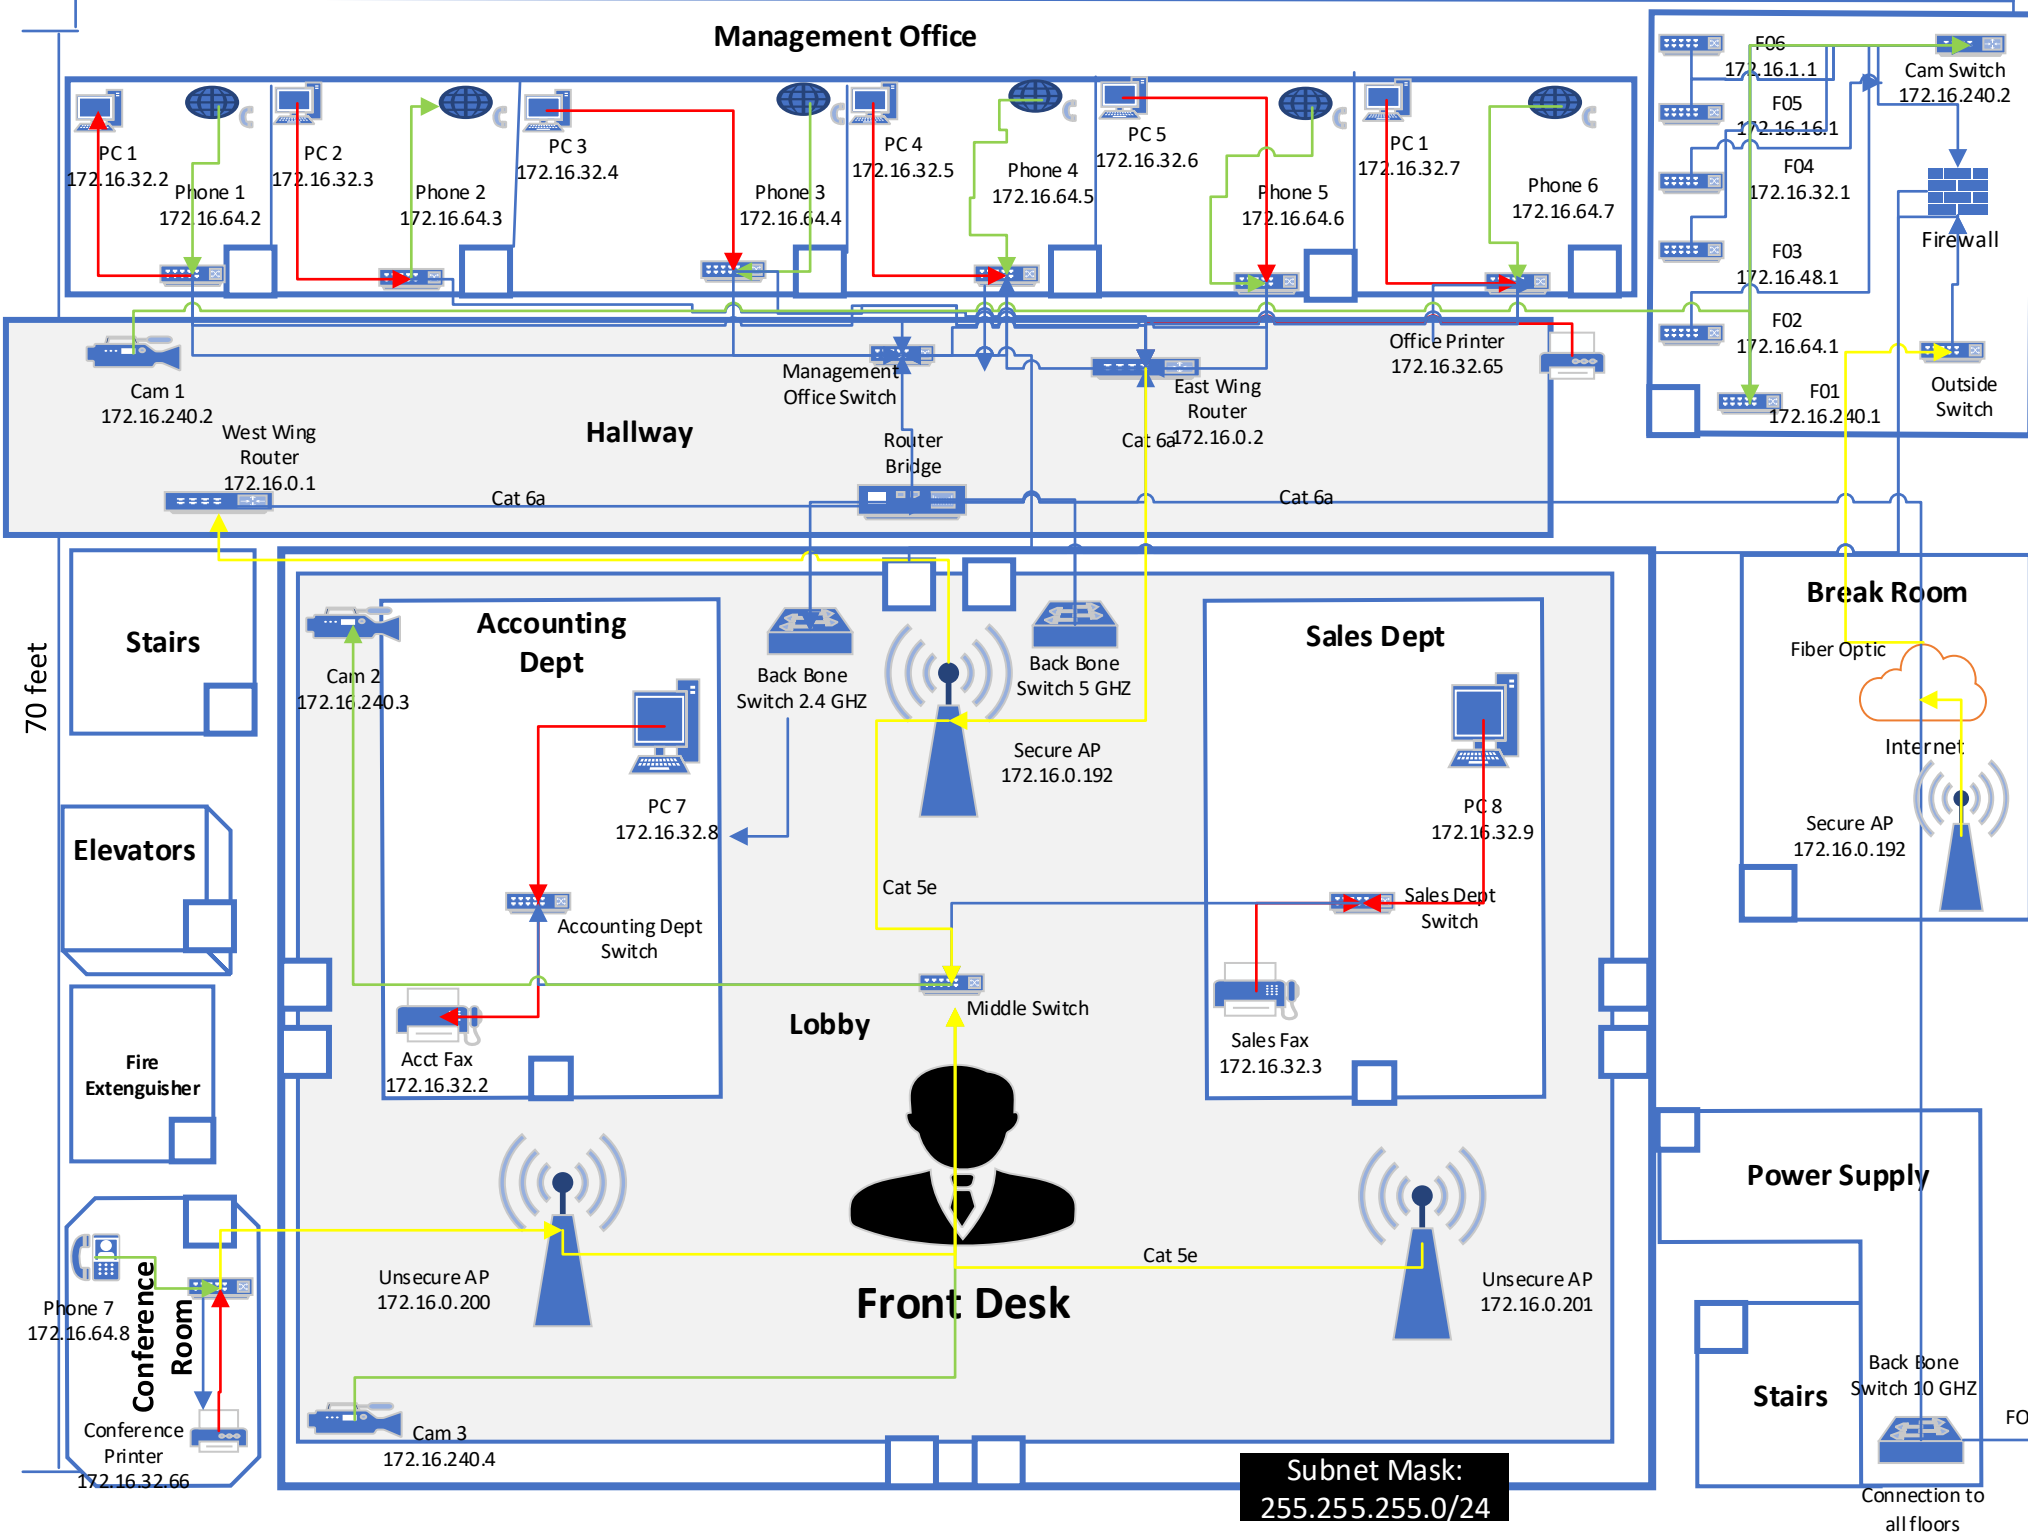 Management Office
PC 1
172.16.32.2
Phone 1
172.16.64.2
PC 2
172.16.32.3
Phone 2
172.16.64.3
PC 3
172.16.32.4
Phone 3
172.16.64.4
PC 4
172.16.32.5
Phone 4
172.16.64.5
PC 5
172.16.32.6
Phone 5
172.16.64.6
PC 1
172.16.32.7
Phone 6
172.16.64.7
F06
172.16.1.1
F05
172.16.16.1
F04
172.16.32.1
F03
172.16.48.1
F02
172.16.64.1
F01
172.16.240.1
Cam Switch
172.16.240.2
Firewall
Outside
Switch
Cam 1
172.16.240.2
West Wing
Router
172.16.0.1
Hallway
Management
Office Switch
Router
Bridge
East Wing
Router
172.16.0.2
Cat 6a
Office Printer
172.16.32.65
Cat 6a
Cat 6a
70 feet
Stairs
Elevators
Fire
Extenguisher
Cam 2
172.16.240.3
Accounting
Dept
Back Bone
Switch 2.4 GHZ
Back Bone
Switch 5 GHZ
Secure AP
172.16.0.192
PC 7
172.16.32.8
Accounting Dept
Switch
Acct Fax
172.16.32.2
Cat 5e
Middle Switch
Lobby
Sales Dept
PC 8
172.16.32.9
Sales Dept
Switch
Sales Fax
172.16.32.3
Break Room
Fiber Optic
Internet
Secure AP
172.16.0.192
Power Supply
Unsecure AP
172.16.0.200
Front Desk
Cat 5e
Unsecure AP
172.16.0.201
Phone 7
172.16.64.8
Conference
Room
Conference
Printer
172.16.32.66
Cam 3
172.16.240.4
Subnet Mask:
255.255.255.0/24
Stairs
Back Bone
Switch 10 GHZ
FO
Connection to
all floors